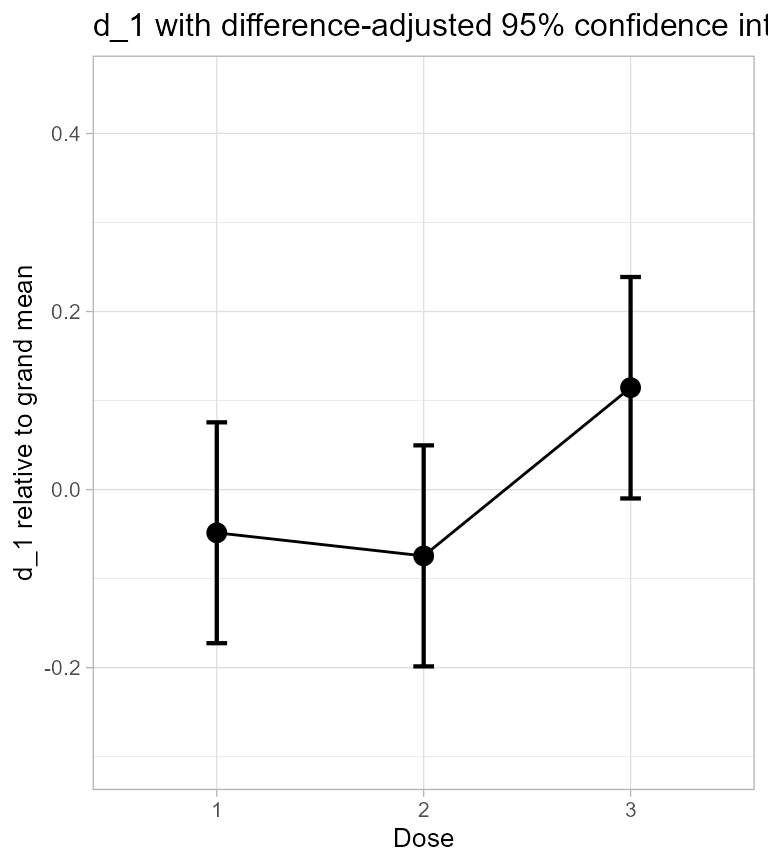 d_1 with difference-adjusted 95% confidence int
0.4
0.2
0.0
-0.2
d_1 relative to grand mean
1 2 3
Dose